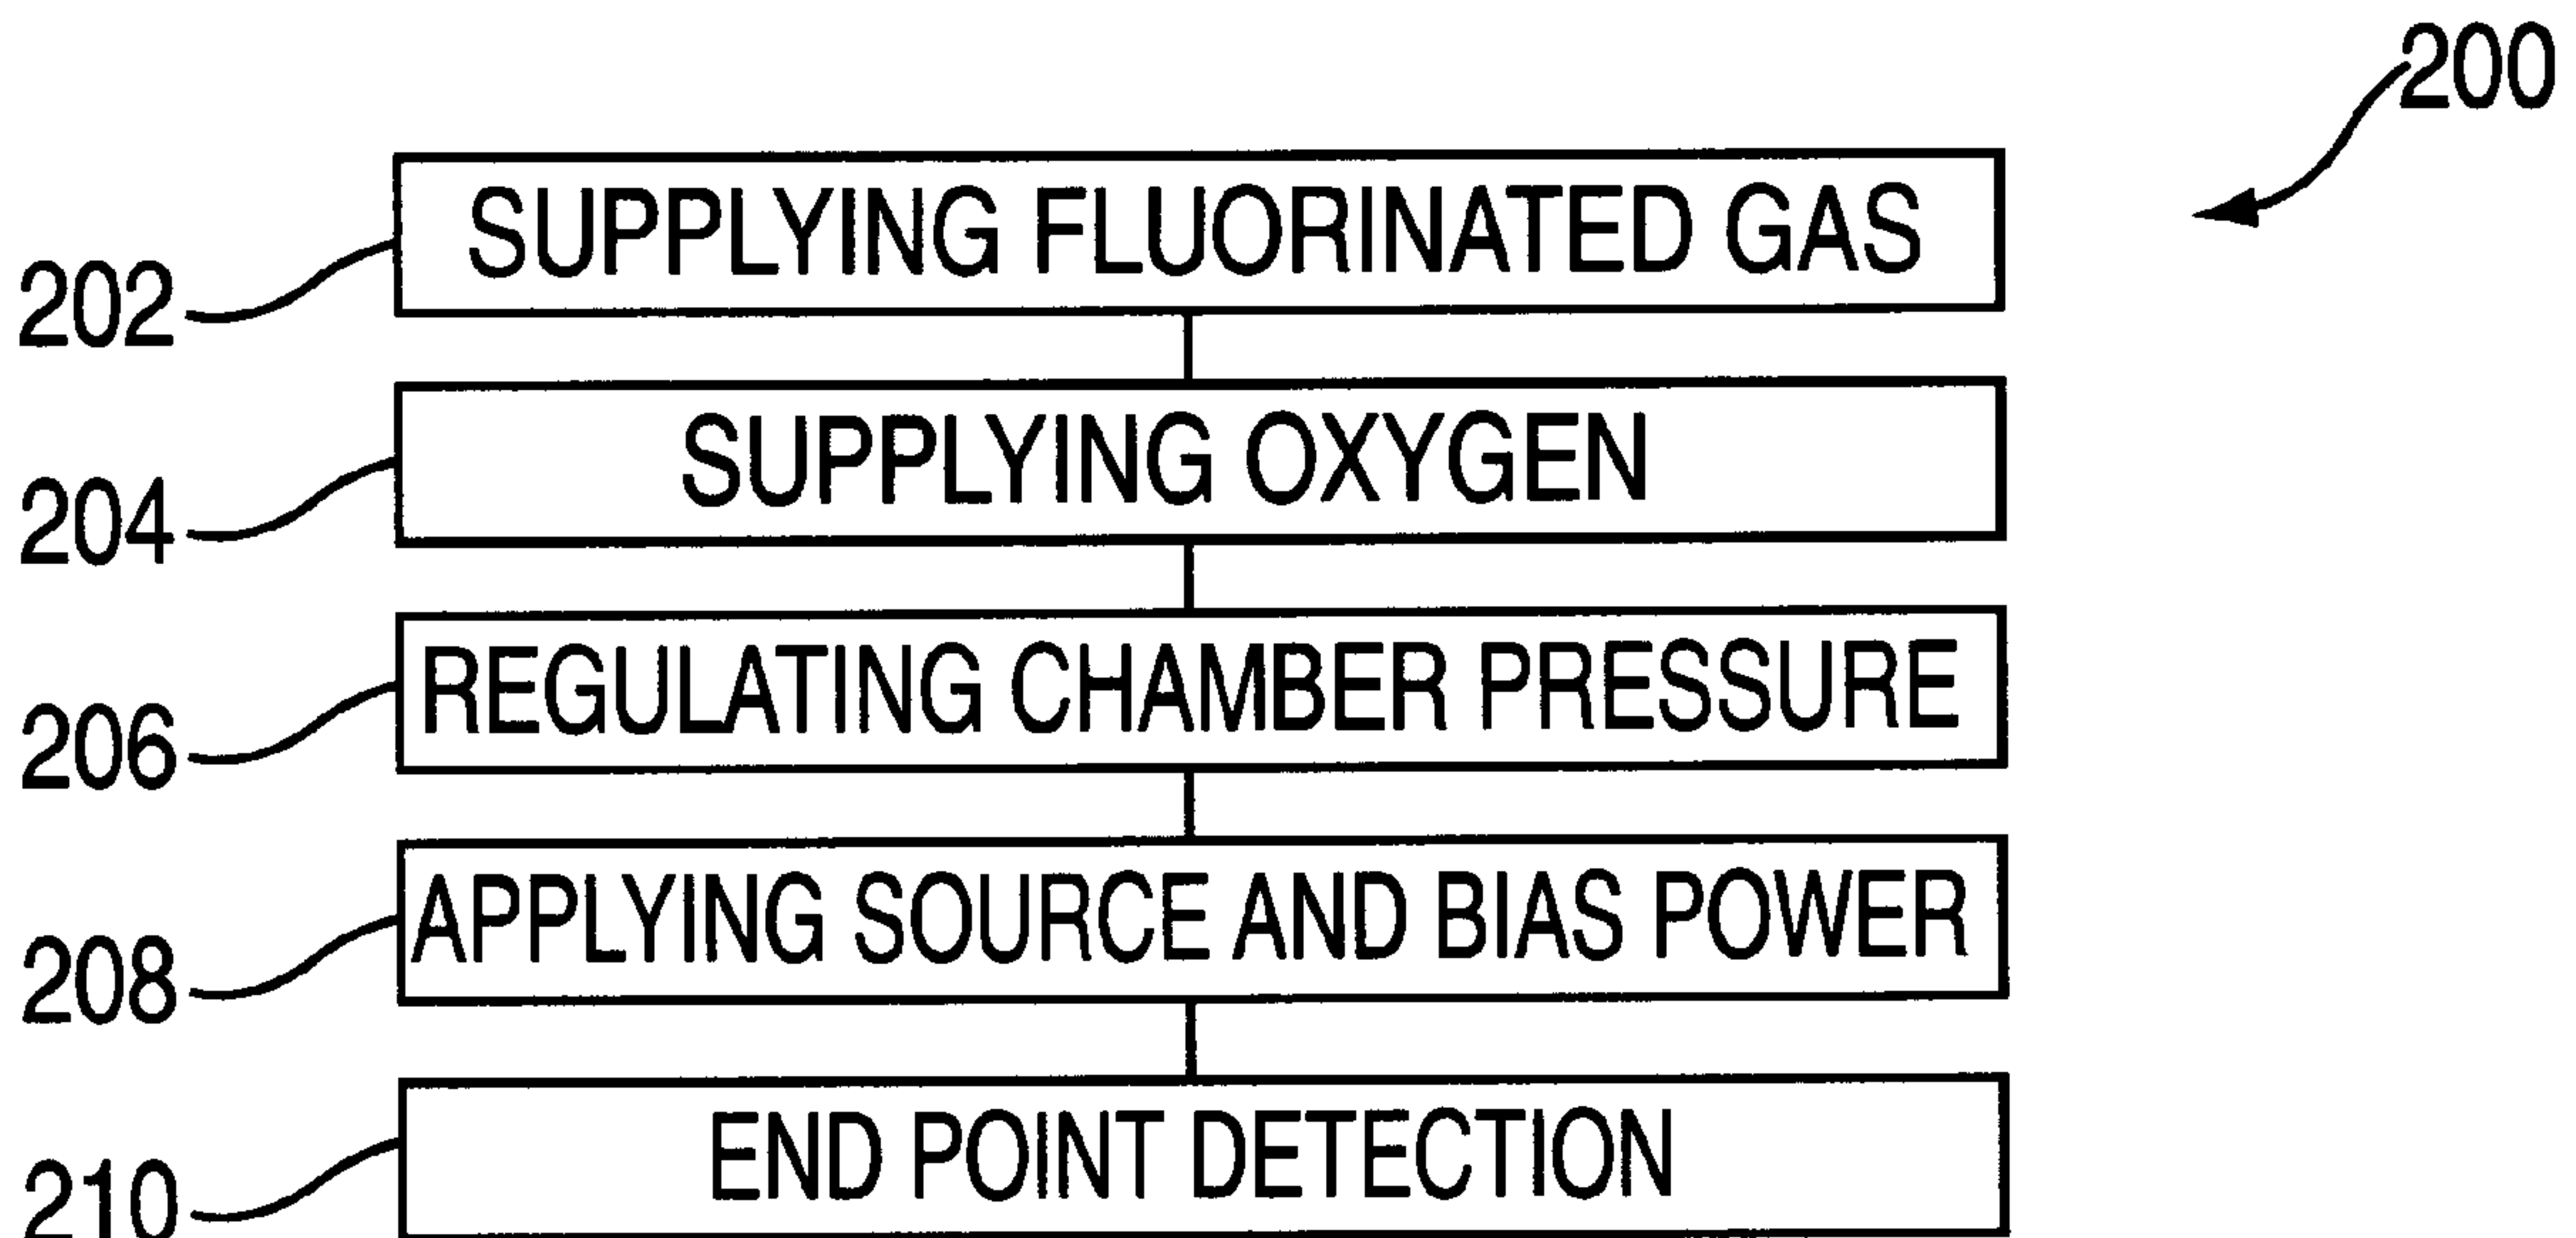 200
SUPPLYING FLUORINATED GAS
202
SUPPLYING OXYGEN
204
REGULATING CHAMBER PRESSURE
206
APPLYING SOURCE AND BIAS POWER
208
END POINT DETECTION
210